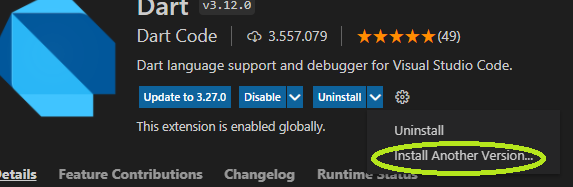 Dart v3.12.0
Dart Code 3.557.079 (49)
Dart language support and debugger for Visual Studio Code.
Update to 3.27.0 Disable Uninstall
This extension is enabled globally.
Uninstall
Install Another Version...
Details Feature Contributions Changelog Runtime Status